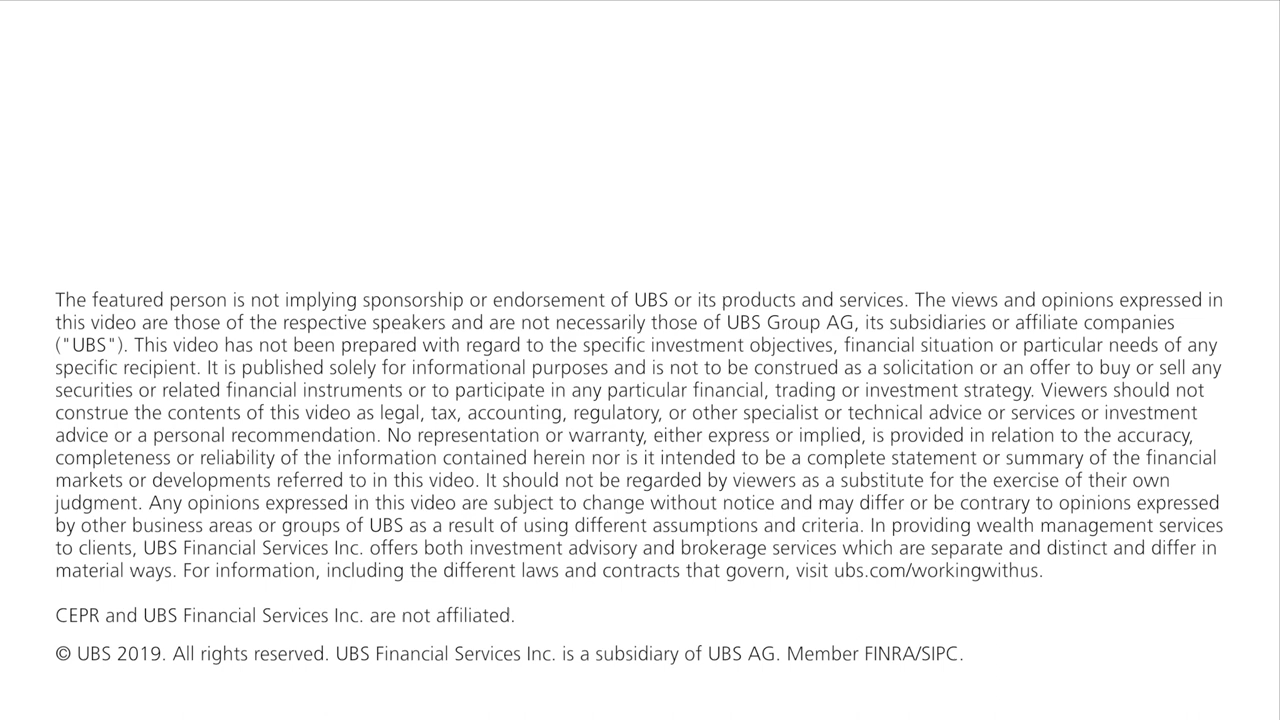 The featured person is not implying sponsorship or endorsement of UBS or its products and services. The views and opinions expressed in
this video are those of the respective speakers and are not necessarily those of UBS Group AG, its subsidiaries or affiliate companies
("UBS"). This video has not been prepared with regard to the specific investment objectives, financial situation or particular needs of any
specific recipient. It is published solely for informational purposes and is not to be construed as a solicitation or an offer to buy or sell any
securities or related financial instruments or to participate in any particular financial, trading or investment strategy. Viewers should not
construe the contents of this video as legal, tax, accounting, regulatory, or other specialist or technical advice or services or investment
advice or a personal recommendation. No representation or warranty, either express or implied, is provided in relation to the accuracy,
completeness or reliability of the information contained herein nor is it intended to be a complete statement or summary of the financial
markets or developments referred to in this video. It should not be regarded by viewers as a substitute for the exercise of their own
judgment. Any opinions expressed in this video are subject to change without notice and may differ or be contrary to opinions expressed
by other business areas or groups of UBS as a result of using different assumptions and criteria. In providing wealth management services
to clients, UBS Financial Services Inc. offers both investment advisory and brokerage services which are separate and distinct and differ in
material ways. For information, including the different laws and contracts that govern, visit ubs.com/workingwithus.
CEPR and UBS Financial Services Inc. are not affiliated.
© UBS 2019. All rights reserved. UBS Financial Services Inc. is a subsidiary of UBS AG. Member FINRA/SIPC.